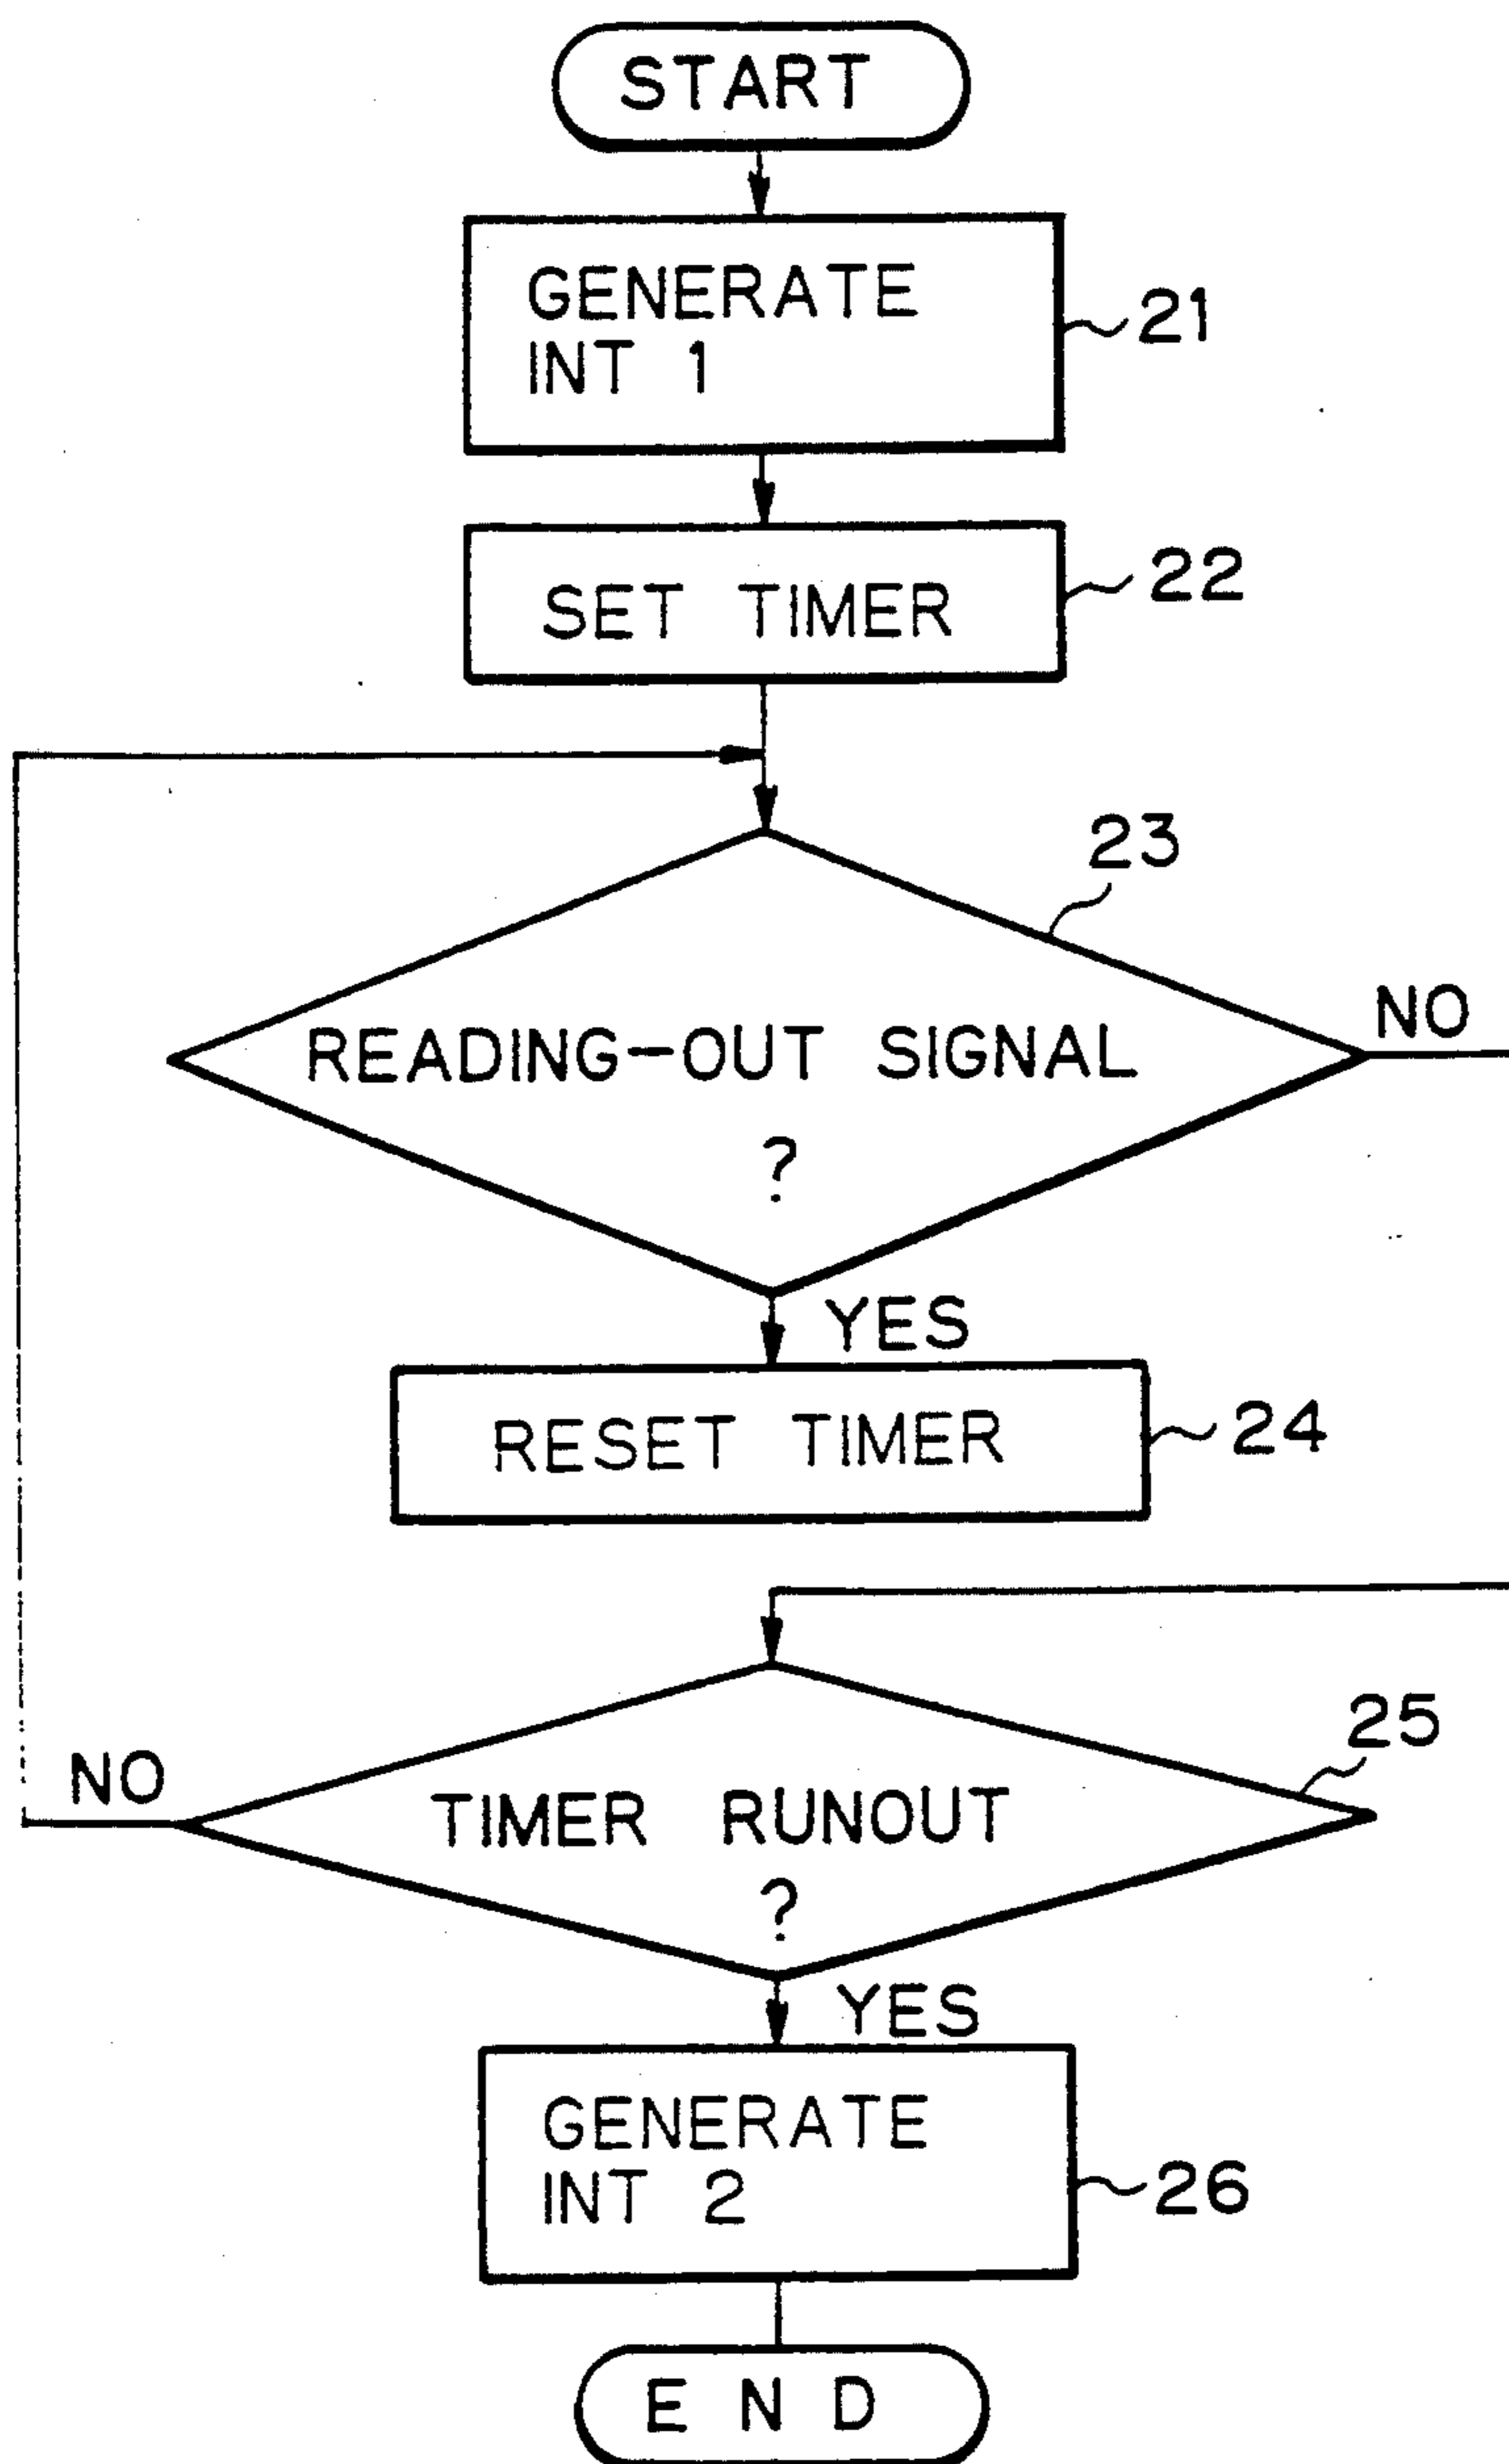 START
GENERATE
INT 1
21
SET TIMER
22
23
READING-OUT SIGNAL
?
NO
YES
RESET TIMER
24
25
NO
TIMER RUNOUT
?
YES
GENERATE
INT 2
26
END